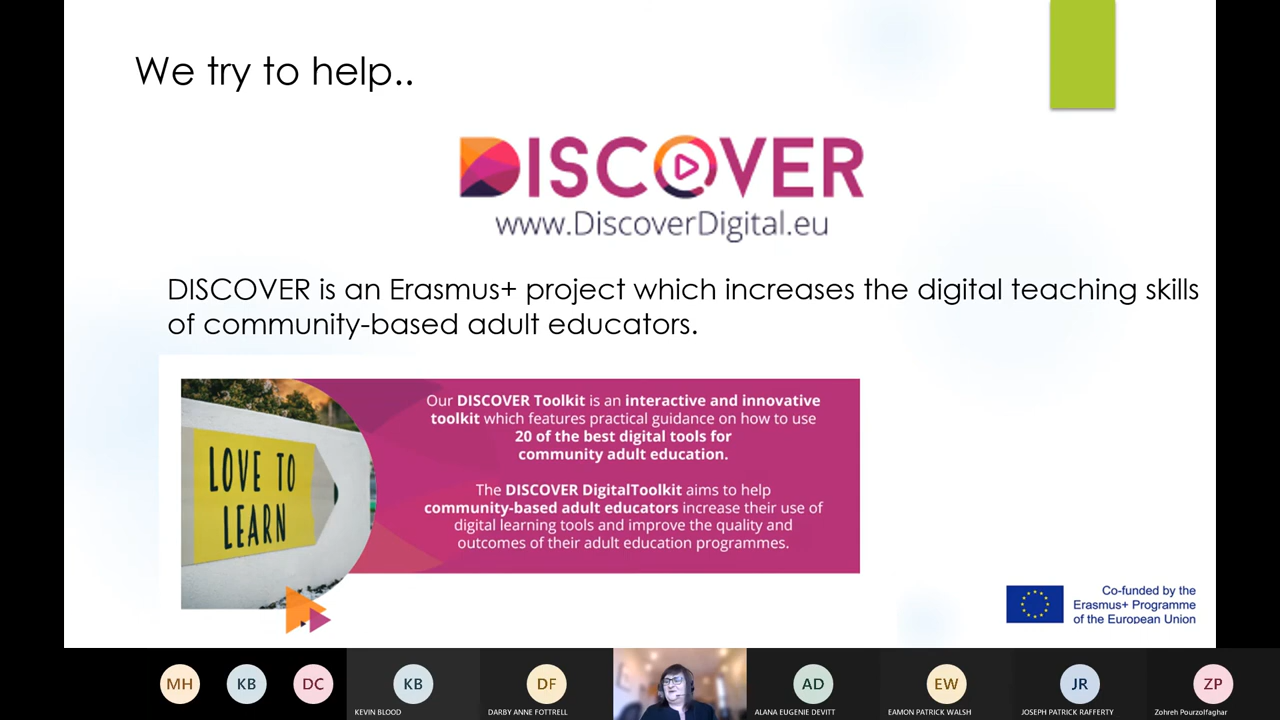 We try to help..
DISCOVER
www.DiscoverDigital.eu
DISCOVER is an Erasmus+ project which increases the digital teaching skills
of community-based adult educators.
LOVE TO
LEARN
Our DISCOVER Toolkit is an interactive and innovative
toolkit which features practical guidance on how to use
20 of the best digital tools for
community adult education.
The DISCOVER DigitalToolkit aims to help
community-based adult educators increase their use of
digital learning tools and improve the quality and
outcomes of their adult education programmes.
Co-funded by the
Erasmus+ Programme
of the European Union
MH
KB
DC
KB
KEVIN BLOOD
DF
DARBY ANNE FOTTRELL
AD
ALANA EUGENIE DEVITT
EW
EAMON PATRICK WALSH
JR
JOSEPH PATRICK RAFFERTY
ZP
Zohreh Pourzolfaghar